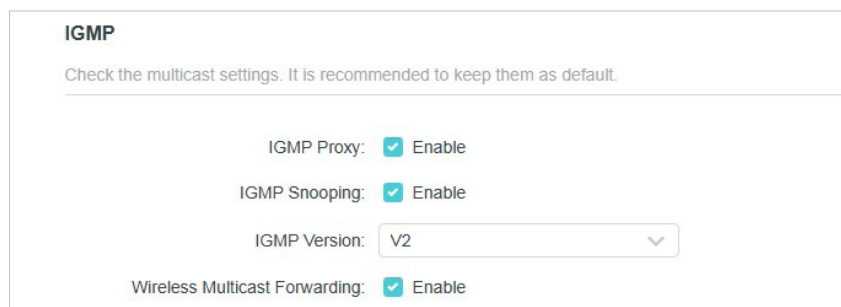 IGMP
Check the multicast settings. It is recommended to keep them as default.
IGMP Proxy: Enable
IGMP Snooping: Enable
IGMP Version: V2
Wireless Multicast Forwarding: Enable